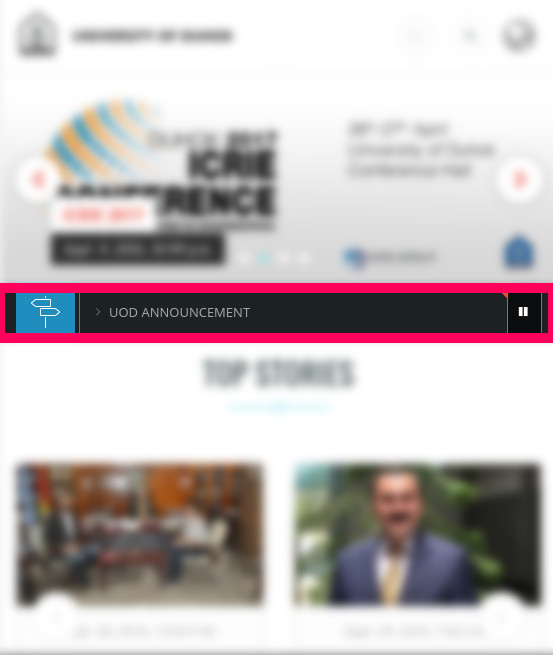 UNIVERSITY OF DUHOK
DUHOK 2017
ICRIE
CONFERENCE
26th-27th April
University of Duhok
Conference Hall
ICRIE 2017
UOD ANNOUNCEMENT
TOP STORIES